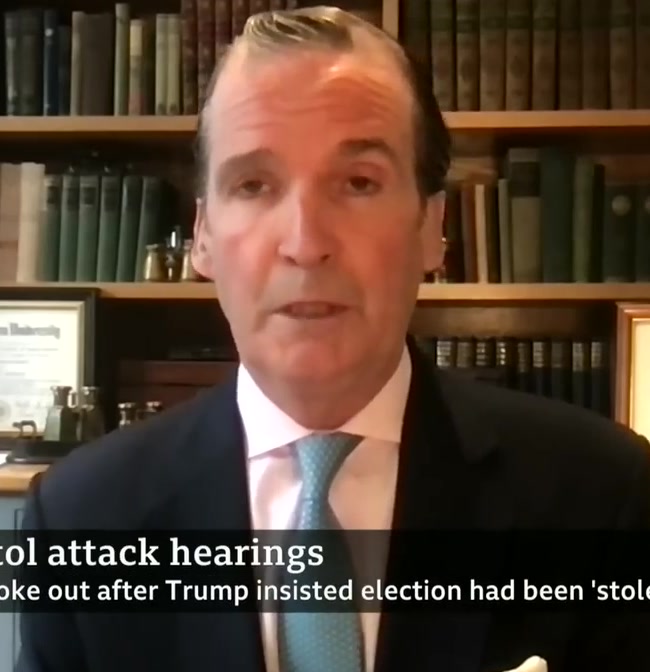 tol attack hearings
oke out after Trump insisted election had been 'stole